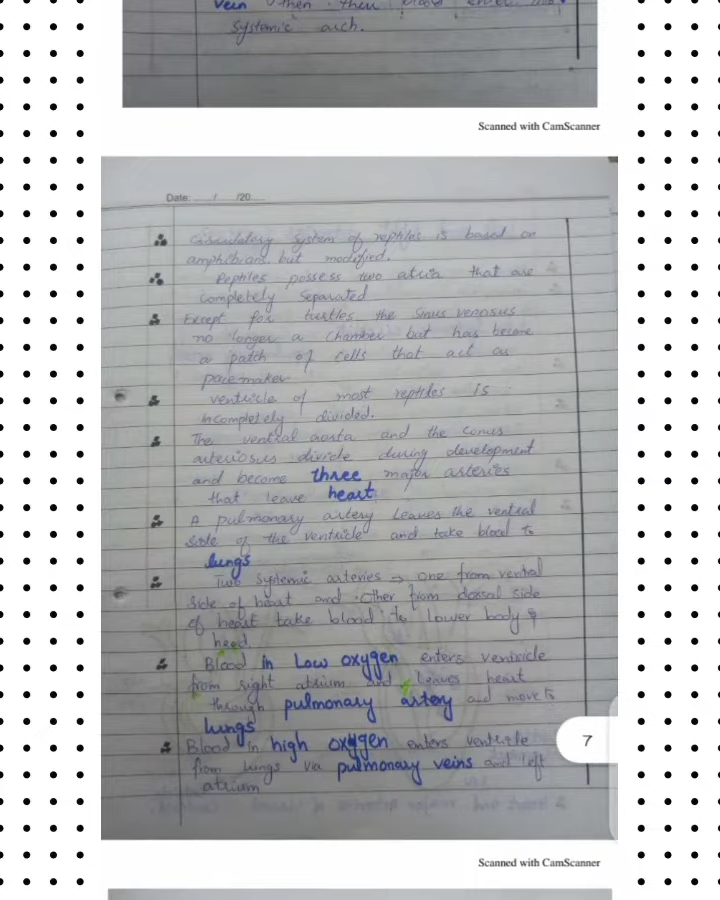 vein then then blood enter into
systemic arch.
Scanned with CamScanner
Date: / /20
Circulatory system of reptiles is based on
amphibians but modified.
Reptiles possess two atria that are
completely separated
Except for turtles the sinus venosus
no longer a chamber but has become
a patch of cells that act as
pacemaker
ventricle of most reptiles is
incompletely divided.
The ventral aorta and the conus
arteriosus divide during development
and become three major arteries
that leave heart
A pulmonary artery leaves the ventral
side of the ventricle and take blood to
lungs
Two systemic arteries → one from ventral
side of heart and other from dorsal side
of heart take blood to lower body &
head
Blood in Low oxygen enters ventricle
from right atrium and leaves heart
through pulmonary artery and move to
lungs
Blood in high oxygen enters ventricle
from lungs via pulmonary veins and left
atrium
7
Scanned with CamScanner